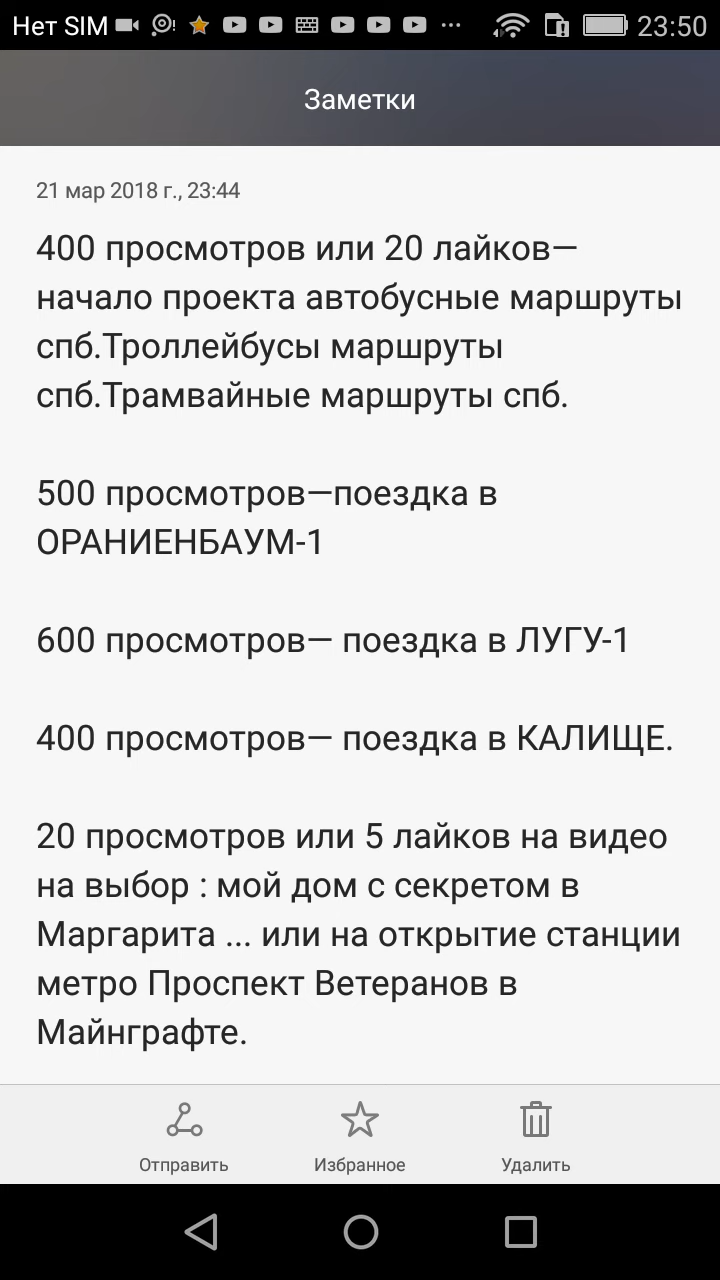 Нет SIM 23:50
Заметки
21 мар 2018 г., 23:44
400 просмотров или 20 лайков—
начало проекта автобусные маршруты
спб.Троллейбусы маршруты
спб.Трамвайные маршруты спб.
500 просмотров—поездка в
ОРАНИЕНБАУМ-1
600 просмотров— поездка в ЛУГУ-1
400 просмотров— поездка в КАЛИЩЕ.
20 просмотров или 5 лайков на видео
на выбор : мой дом с секретом в
Маргарита ... или на открытие станции
метро Проспект Ветеранов в
Майнграфте.
Отправить Избранное Удалить